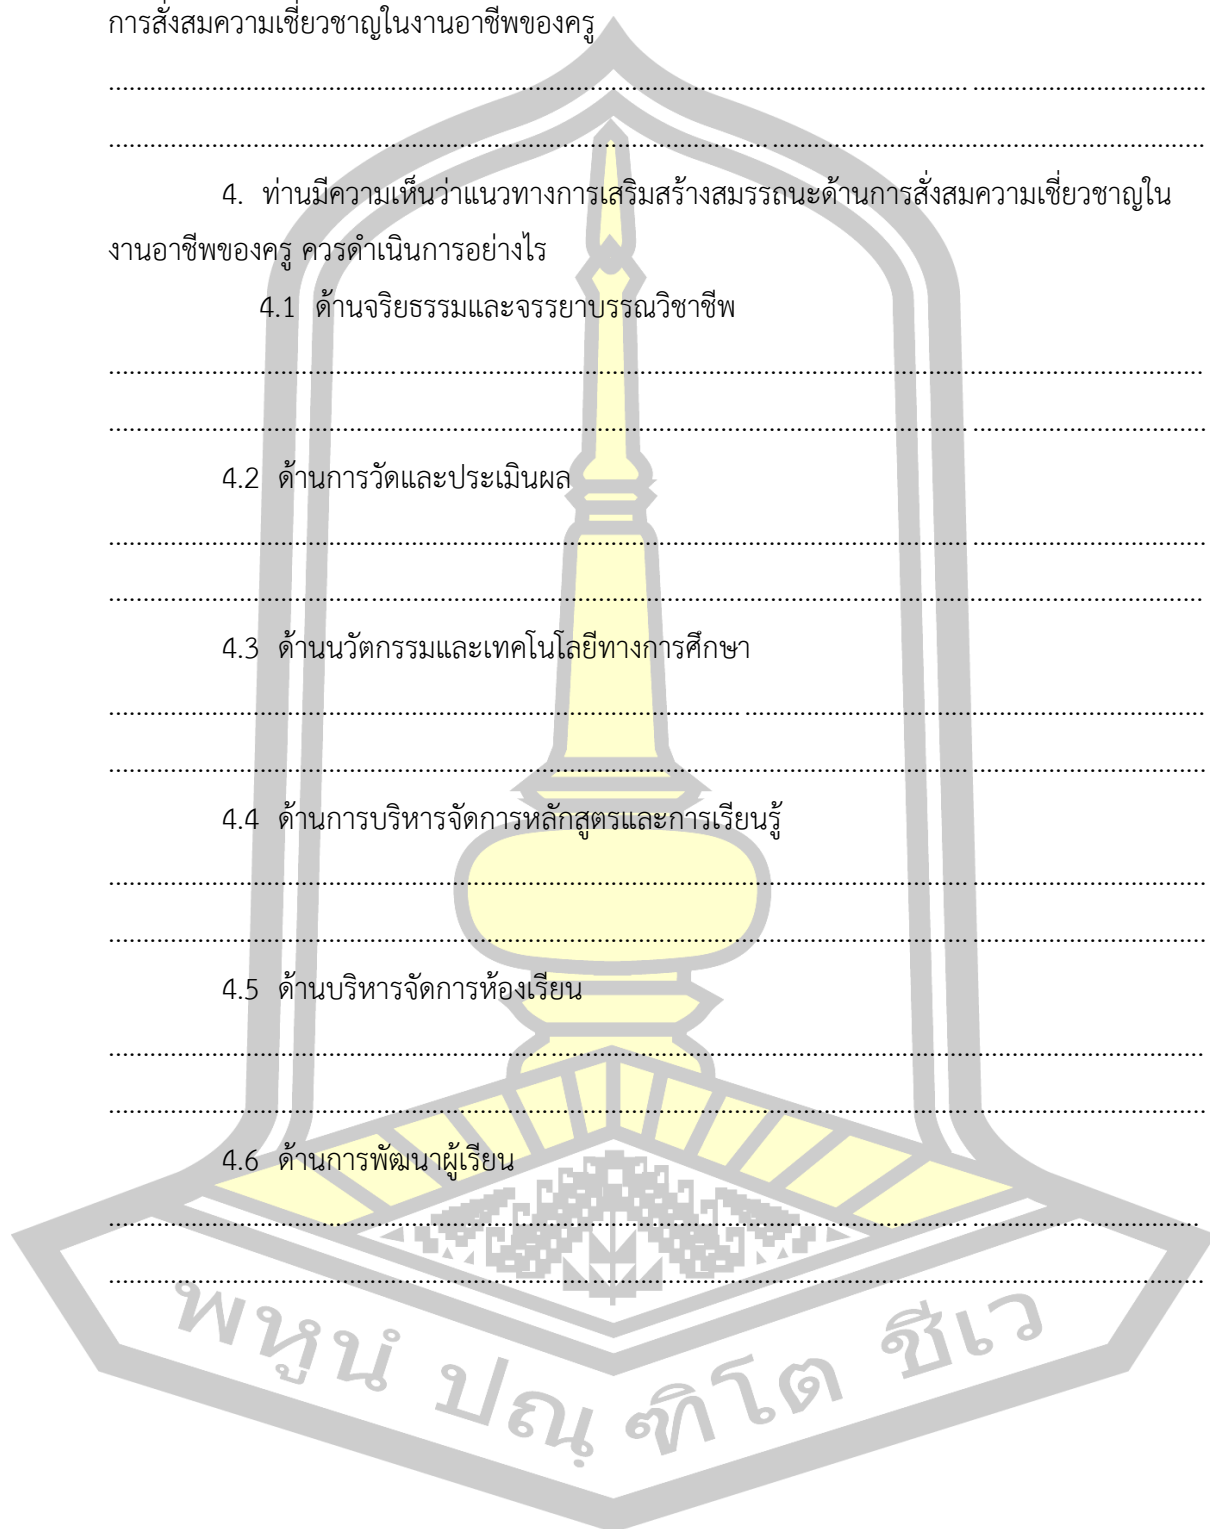 การสั่งสมความเชี่ยวชาญในงานอาชีพของครู
................................................................................................................................ ..................................
................................................................................................... ...............................................................
4. ท่านมีความเห็นว่าแนวทางการเสริมสร้างสมรรถนะด้านการสั่งสมความเชี่ยวชาญใน
งานอาชีพของครู ควรดำเนินการอย่างไร
4.1 ด้านจริยธรรมและจรรยาบรรณวิชาชีพ
.......................................... .......................................................................................................................
................................................................................................................................ ..................................
4.2 ด้านการวัดและประเมินผล
................................................................................................................................ ..................................
...................................... ...........................................................................................................................
4.3 ด้านนวัตกรรมและเทคโนโลยีทางการศึกษา
............................................................................................ ....................................................................
................................................................................................................................ ..................................
4.4 ด้านการบริหารจัดการหลักสูตรและการเรียนรู้
................................................................................................................................ ..................................
................................................................................................................................ ..................................
4.5 ด้านบริหารจัดการห้องเรียน
................................................................. ................................................................................................
................................................................................................................................ ..................................
4.6 ด้านการพัฒนาผู้เรียน
................................................................................................................................ .................................
..................................................................................................................................................................
พหูนํ ปณฺฑิโต ชีเว